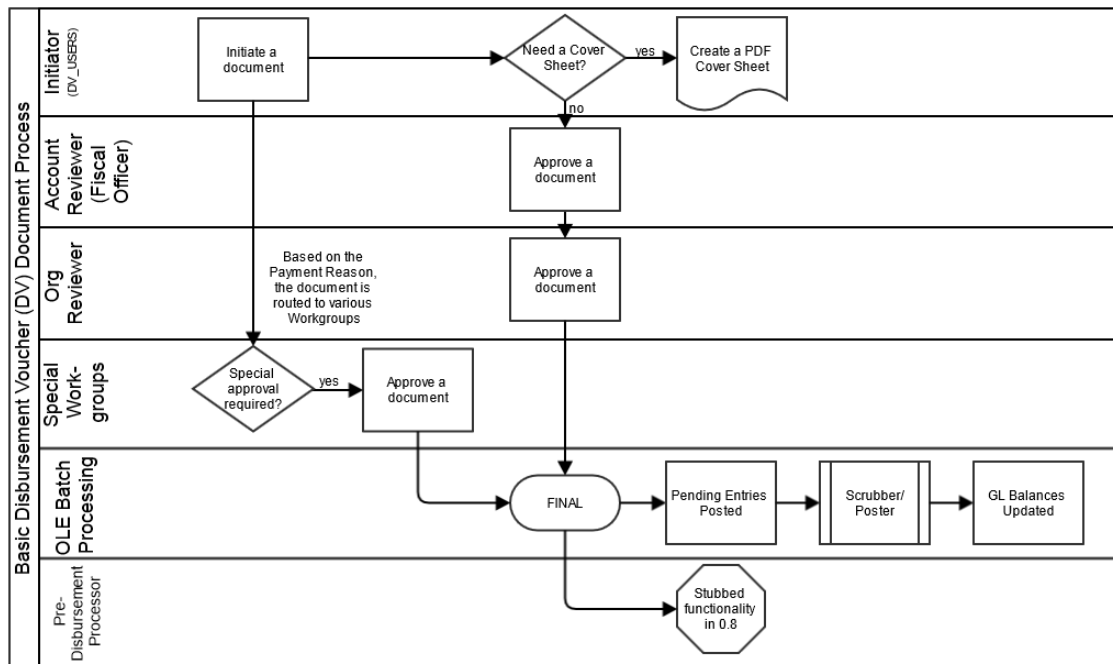 Basic Disbursement Voucher (DV) Document Process
Initiator
(DV_USERS)
Initiate a
document
Need a Cover
Sheet?
yes
Create a PDF
Cover Sheet
no
Account
Reviewer
(Fiscal
Officer)
Approve a
document
Org
Reviewer
Based on the
Payment Reason,
the document is
routed to various
Workgroups
Approve a
document
Special
Work-
groups
Special
approval
required?
yes
Approve a
document
OLE Batch
Processing
FINAL
Pending Entries
Posted
Scrubber/
Poster
GL Balances
Updated
Pre-
Disbursement
Processor
Stubbed
functionality
in 0.8